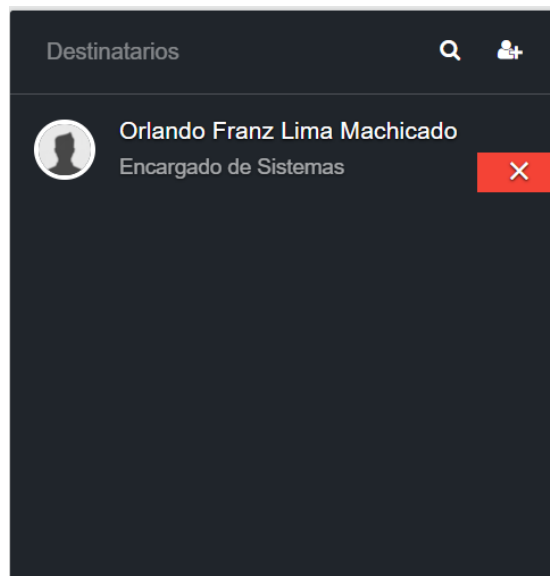 Destinatarios
Orlando Franz Lima Machicado
Encargado de Sistemas